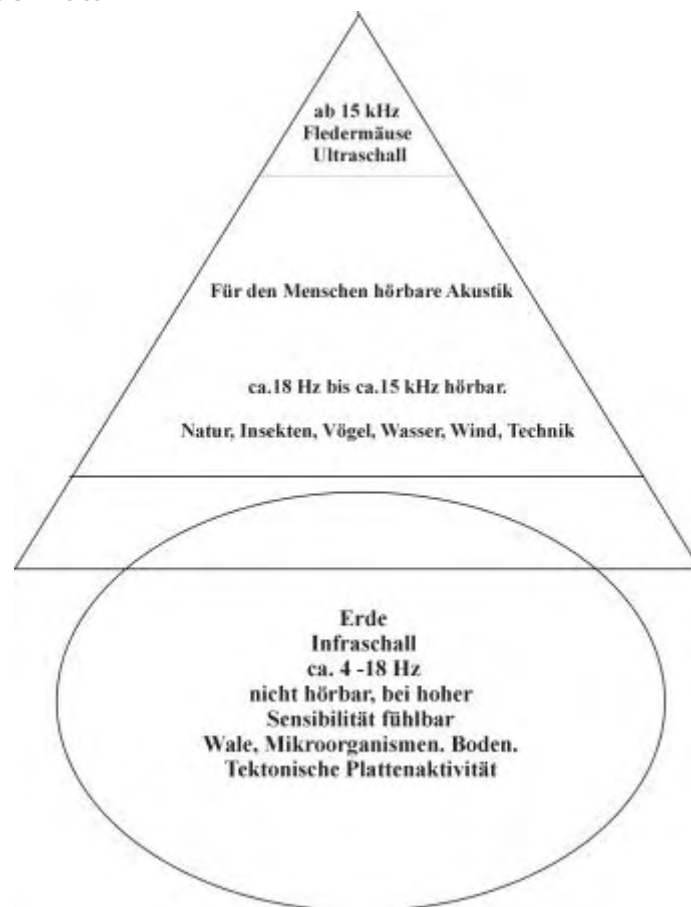 ab 15 kHz
Fledermäuse
Ultraschall
Für den Menschen hörbare Akustik
ca.18 Hz bis ca.15 kHz hörbar.
Natur, Insekten, Vögel, Wasser, Wind, Technik
Erde
Infraschall
ca. 4 -18 Hz
nicht hörbar, bei hoher
Sensibilität fühlbar
Wale, Mikroorganismen. Boden.
Tektonische Plattenaktivität